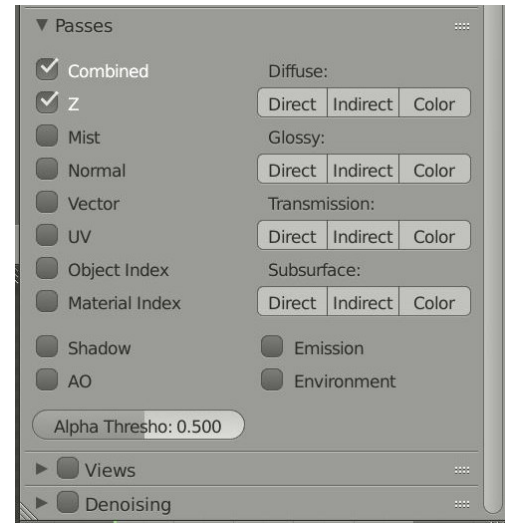 Passes
Combined Diffuse:
Z Direct Indirect Color
Mist Glossy:
Normal Direct Indirect Color
Vector Transmission:
UV Direct Indirect Color
Object Index Subsurface:
Material Index Direct Indirect Color
Shadow Emission
AO Environment
Alpha Thresho: 0.500
Views
Denoising